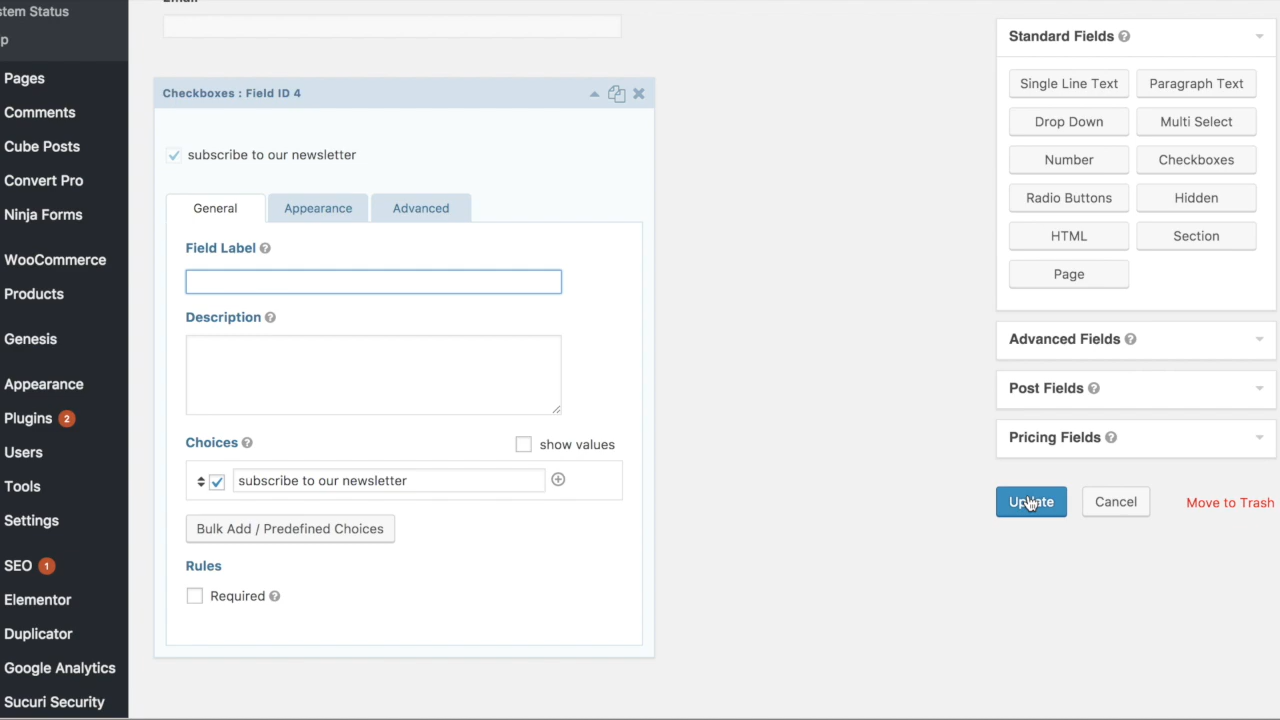 stem Status
p
Pages
Comments
Cube Posts
Convert Pro
Ninja Forms
WooCommerce
Products
Genesis
Appearance
Plugins 2
Users
Tools
Settings
SEO 1
Elementor
Duplicator
Google Analytics
Sucuri Security
Email
Checkboxes : Field ID 4
subscribe to our newsletter
General Appearance Advanced
Field Label ?
Description ?
Choices ? show values
subscribe to our newsletter
Bulk Add / Predefined Choices
Rules
Required ?
Standard Fields ?
Single Line Text Paragraph Text
Drop Down Multi Select
Number Checkboxes
Radio Buttons Hidden
HTML Section
Page
Advanced Fields ?
Post Fields ?
Pricing Fields ?
Update Cancel Move to Trash